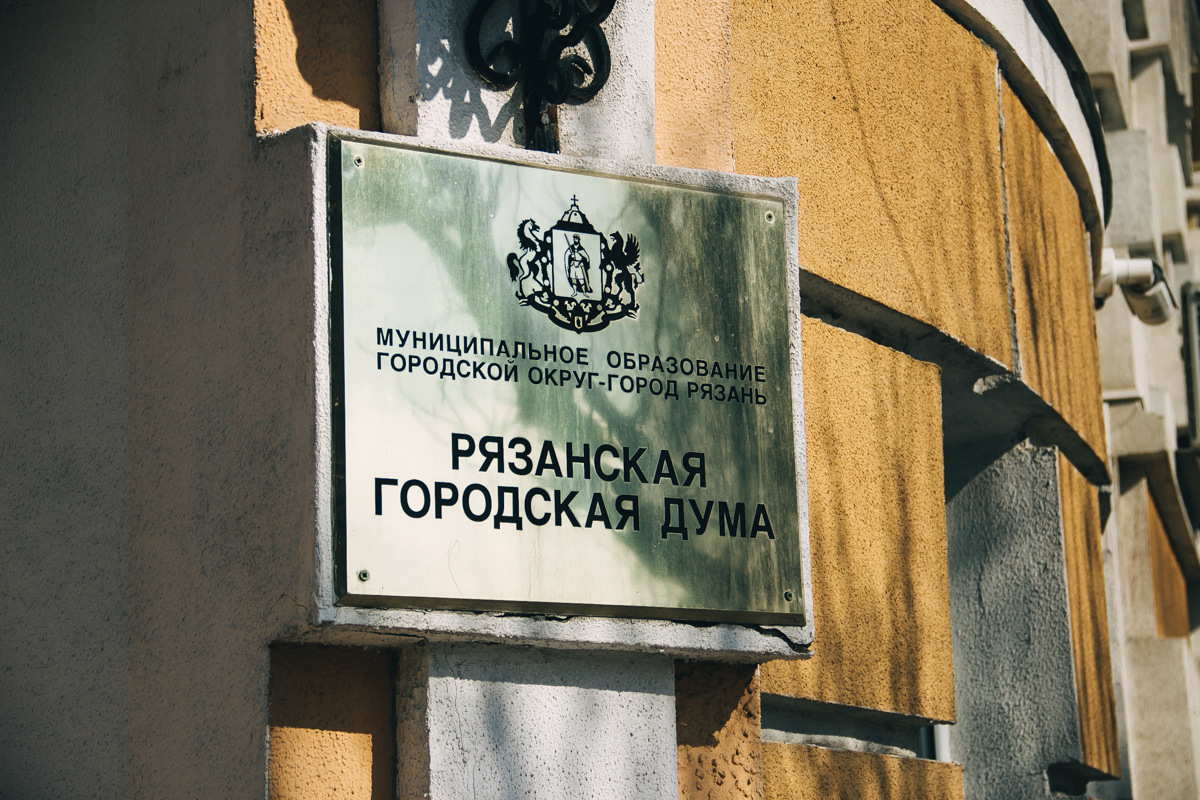 МУНИЦИПАЛЬНОЕ ОБРАЗОВАНИЕ
ГОРОДСКОЙ ОКРУГ-ГОРОД РЯЗАНЬ
РЯЗАНСКАЯ
ГОРОДСКАЯ ДУМА